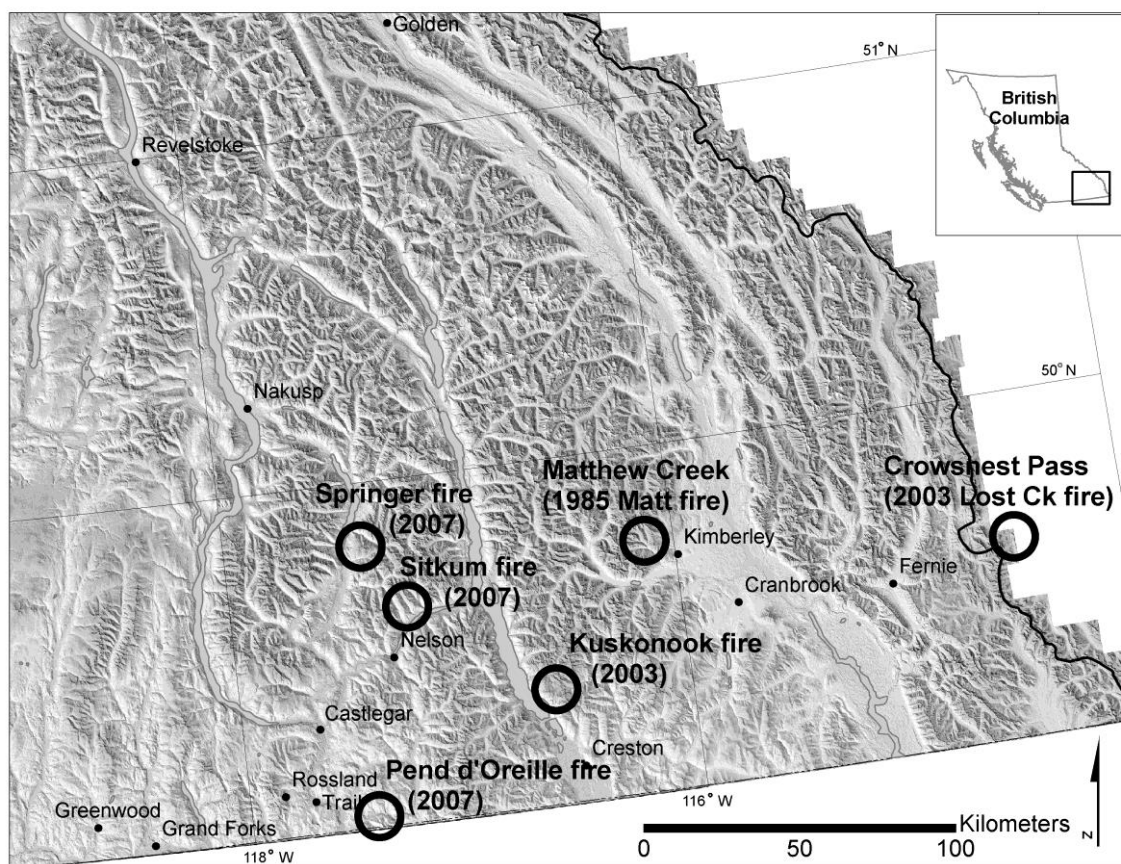 Golden
51° N
British
Columbia
Revelstoke
50° N
Nakusp
Matthew Creek
(1985 Matt fire)
Crowsnest Pass
(2003 Lost Ck fire)
Springer fire
(2007)
Kimberley
Sitkum fire
(2007)
Fernie
Cranbrook
Nelson
Kuskonook fire
(2003)
Castlegar
Creston
Pend d'Oreille fire
(2007)
Rossland
Trail
Greenwood
Grand Forks
116° W
118° W
Kilometers
0 50 100
N